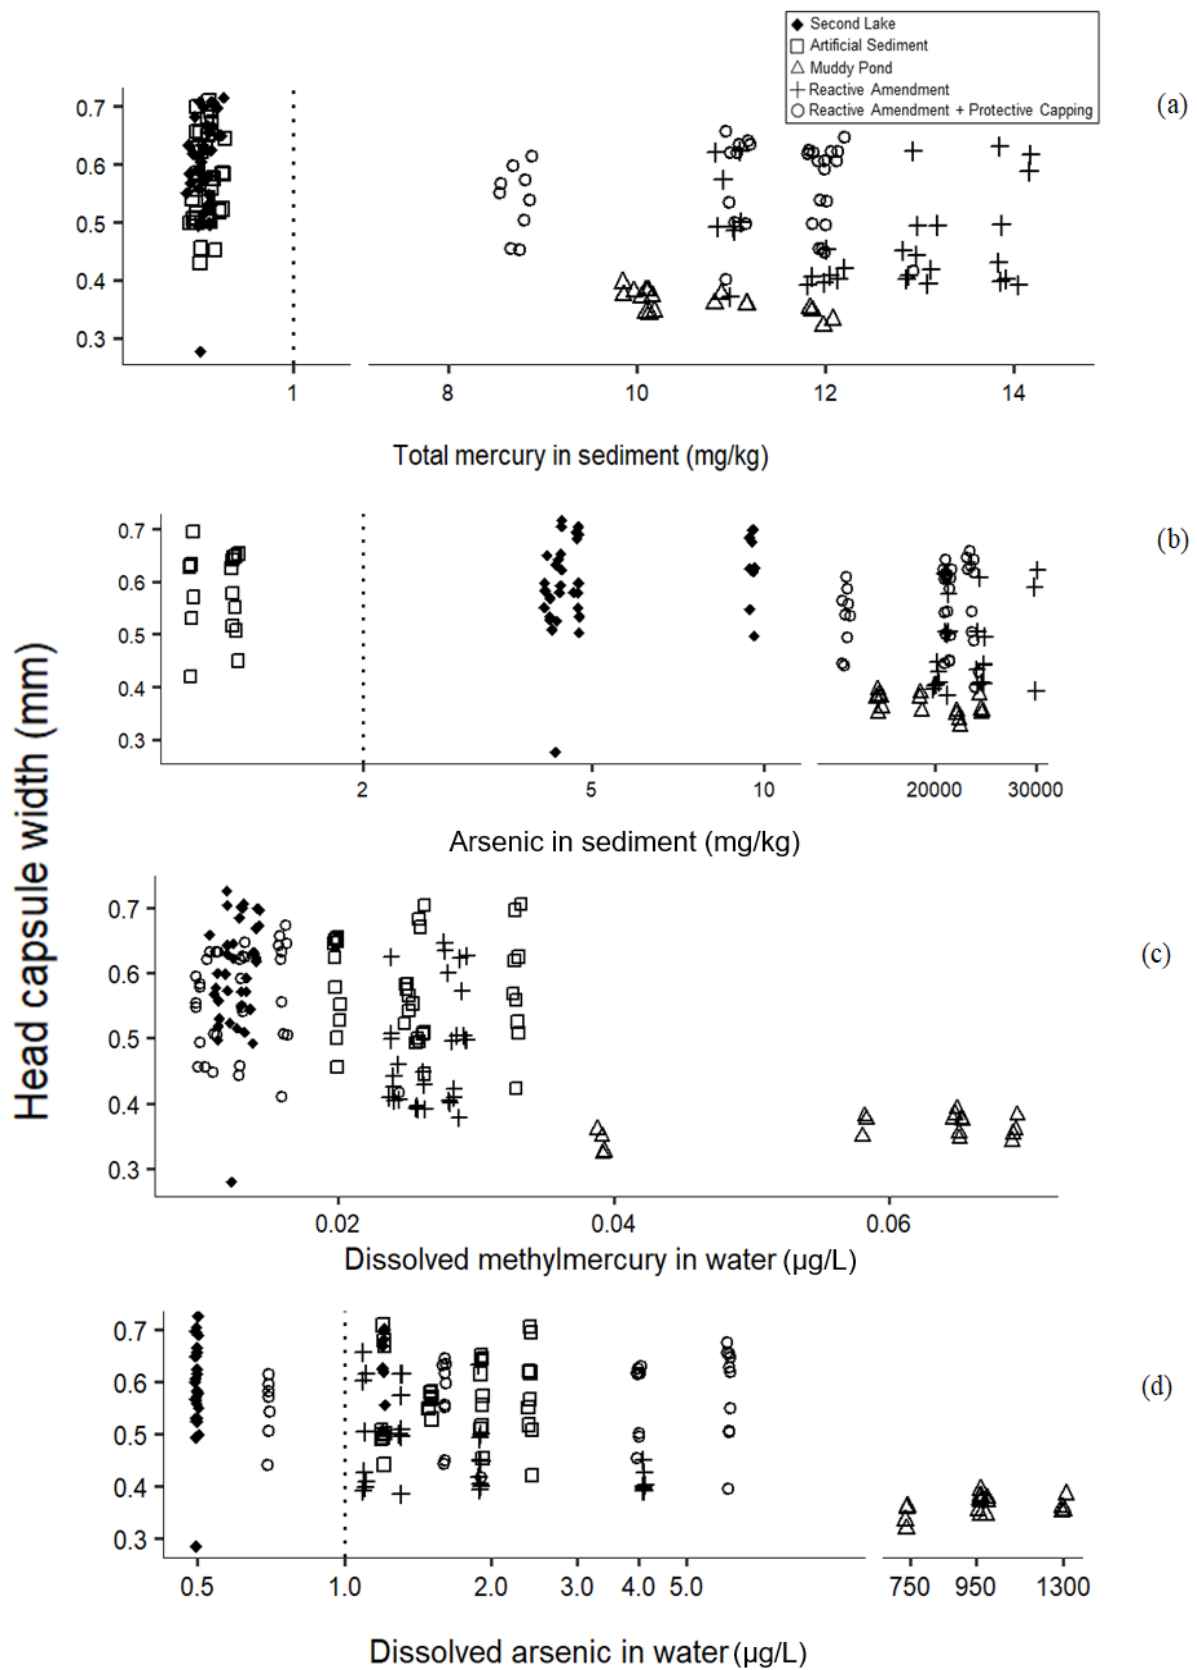 Second Lake
Artificial Sediment
Muddy Pond
Reactive Amendment
Reactive Amendment + Protective Capping
(a)
0.7
0.6
0.5
0.4
0.3
1 8 10 12 14
Total mercury in sediment (mg/kg)
(b)
0.7
0.6
0.5
0.4
0.3
2 5 10 20000 30000
Arsenic in sediment (mg/kg)
Head capsule width (mm)
(c)
0.7
0.6
0.5
0.4
0.3
0.02 0.04 0.06
Dissolved methylmercury in water (µg/L)
(d)
0.7
0.6
0.5
0.4
0.3
0.5 1.0 2.0 3.0 4.0 5.0 750 950 1300
Dissolved arsenic in water (µg/L)